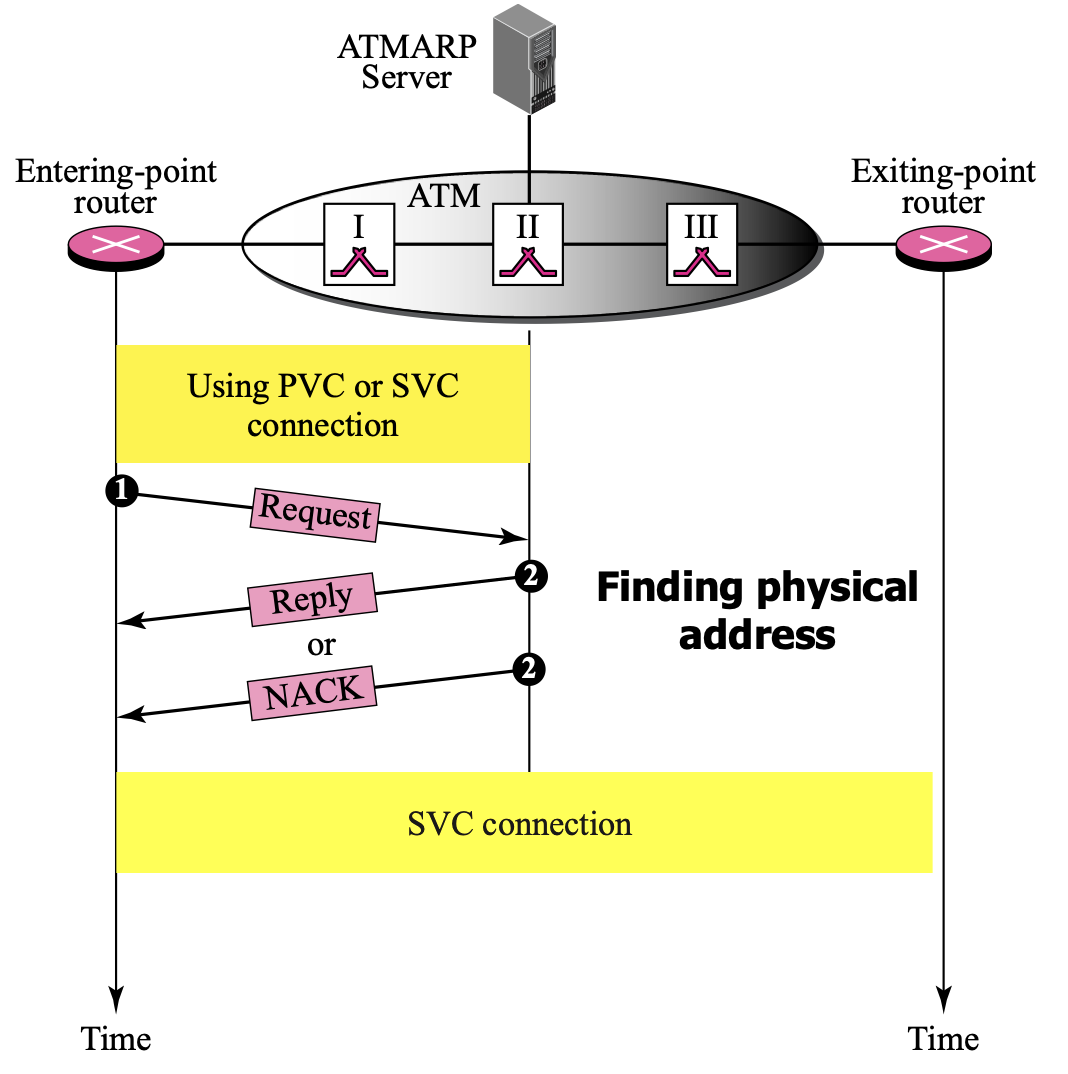 ATMARP
Server
Entering-point
router
Exiting-point
router
ATM
I
II
III
Using PVC or SVC
connection
1
Request
2
Reply
or
2
NACK
Finding physical
address
SVC connection
Time
Time